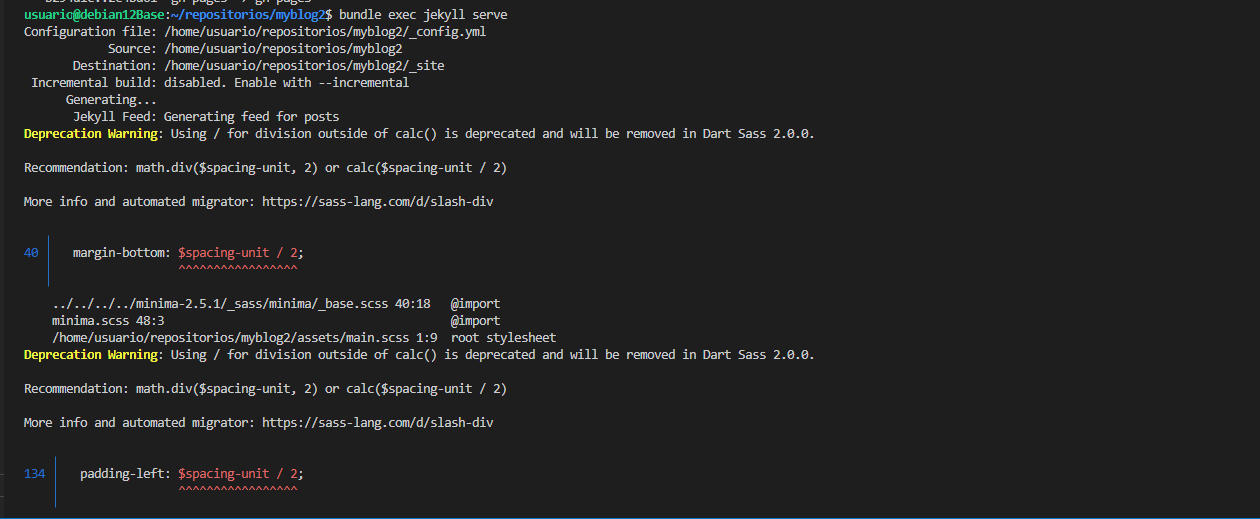 usuario@debian12Base:~/repositorios/myblog2$ bundle exec jekyll serve
Configuration file: /home/usuario/repositorios/myblog2/_config.yml
Source: /home/usuario/repositorios/myblog2
Destination: /home/usuario/repositorios/myblog2/_site
Incremental build: disabled. Enable with --incremental
Generating...
Jekyll Feed: Generating feed for posts
Deprecation Warning: Using / for division outside of calc() is deprecated and will be removed in Dart Sass 2.0.0.
Recommendation: math.div($spacing-unit, 2) or calc($spacing-unit / 2)
More info and automated migrator: https://sass-lang.com/d/slash-div
40 │ margin-bottom: $spacing-unit / 2;
^^^^^^^^^^^^^^^^^
../../../../minima-2.5.1/_sass/minima/_base.scss 40:18 @import
minima.scss 48:3 @import
/home/usuario/repositorios/myblog2/assets/main.scss 1:9 root stylesheet
Deprecation Warning: Using / for division outside of calc() is deprecated and will be removed in Dart Sass 2.0.0.
Recommendation: math.div($spacing-unit, 2) or calc($spacing-unit / 2)
More info and automated migrator: https://sass-lang.com/d/slash-div
134 │ padding-left: $spacing-unit / 2;
^^^^^^^^^^^^^^^^^